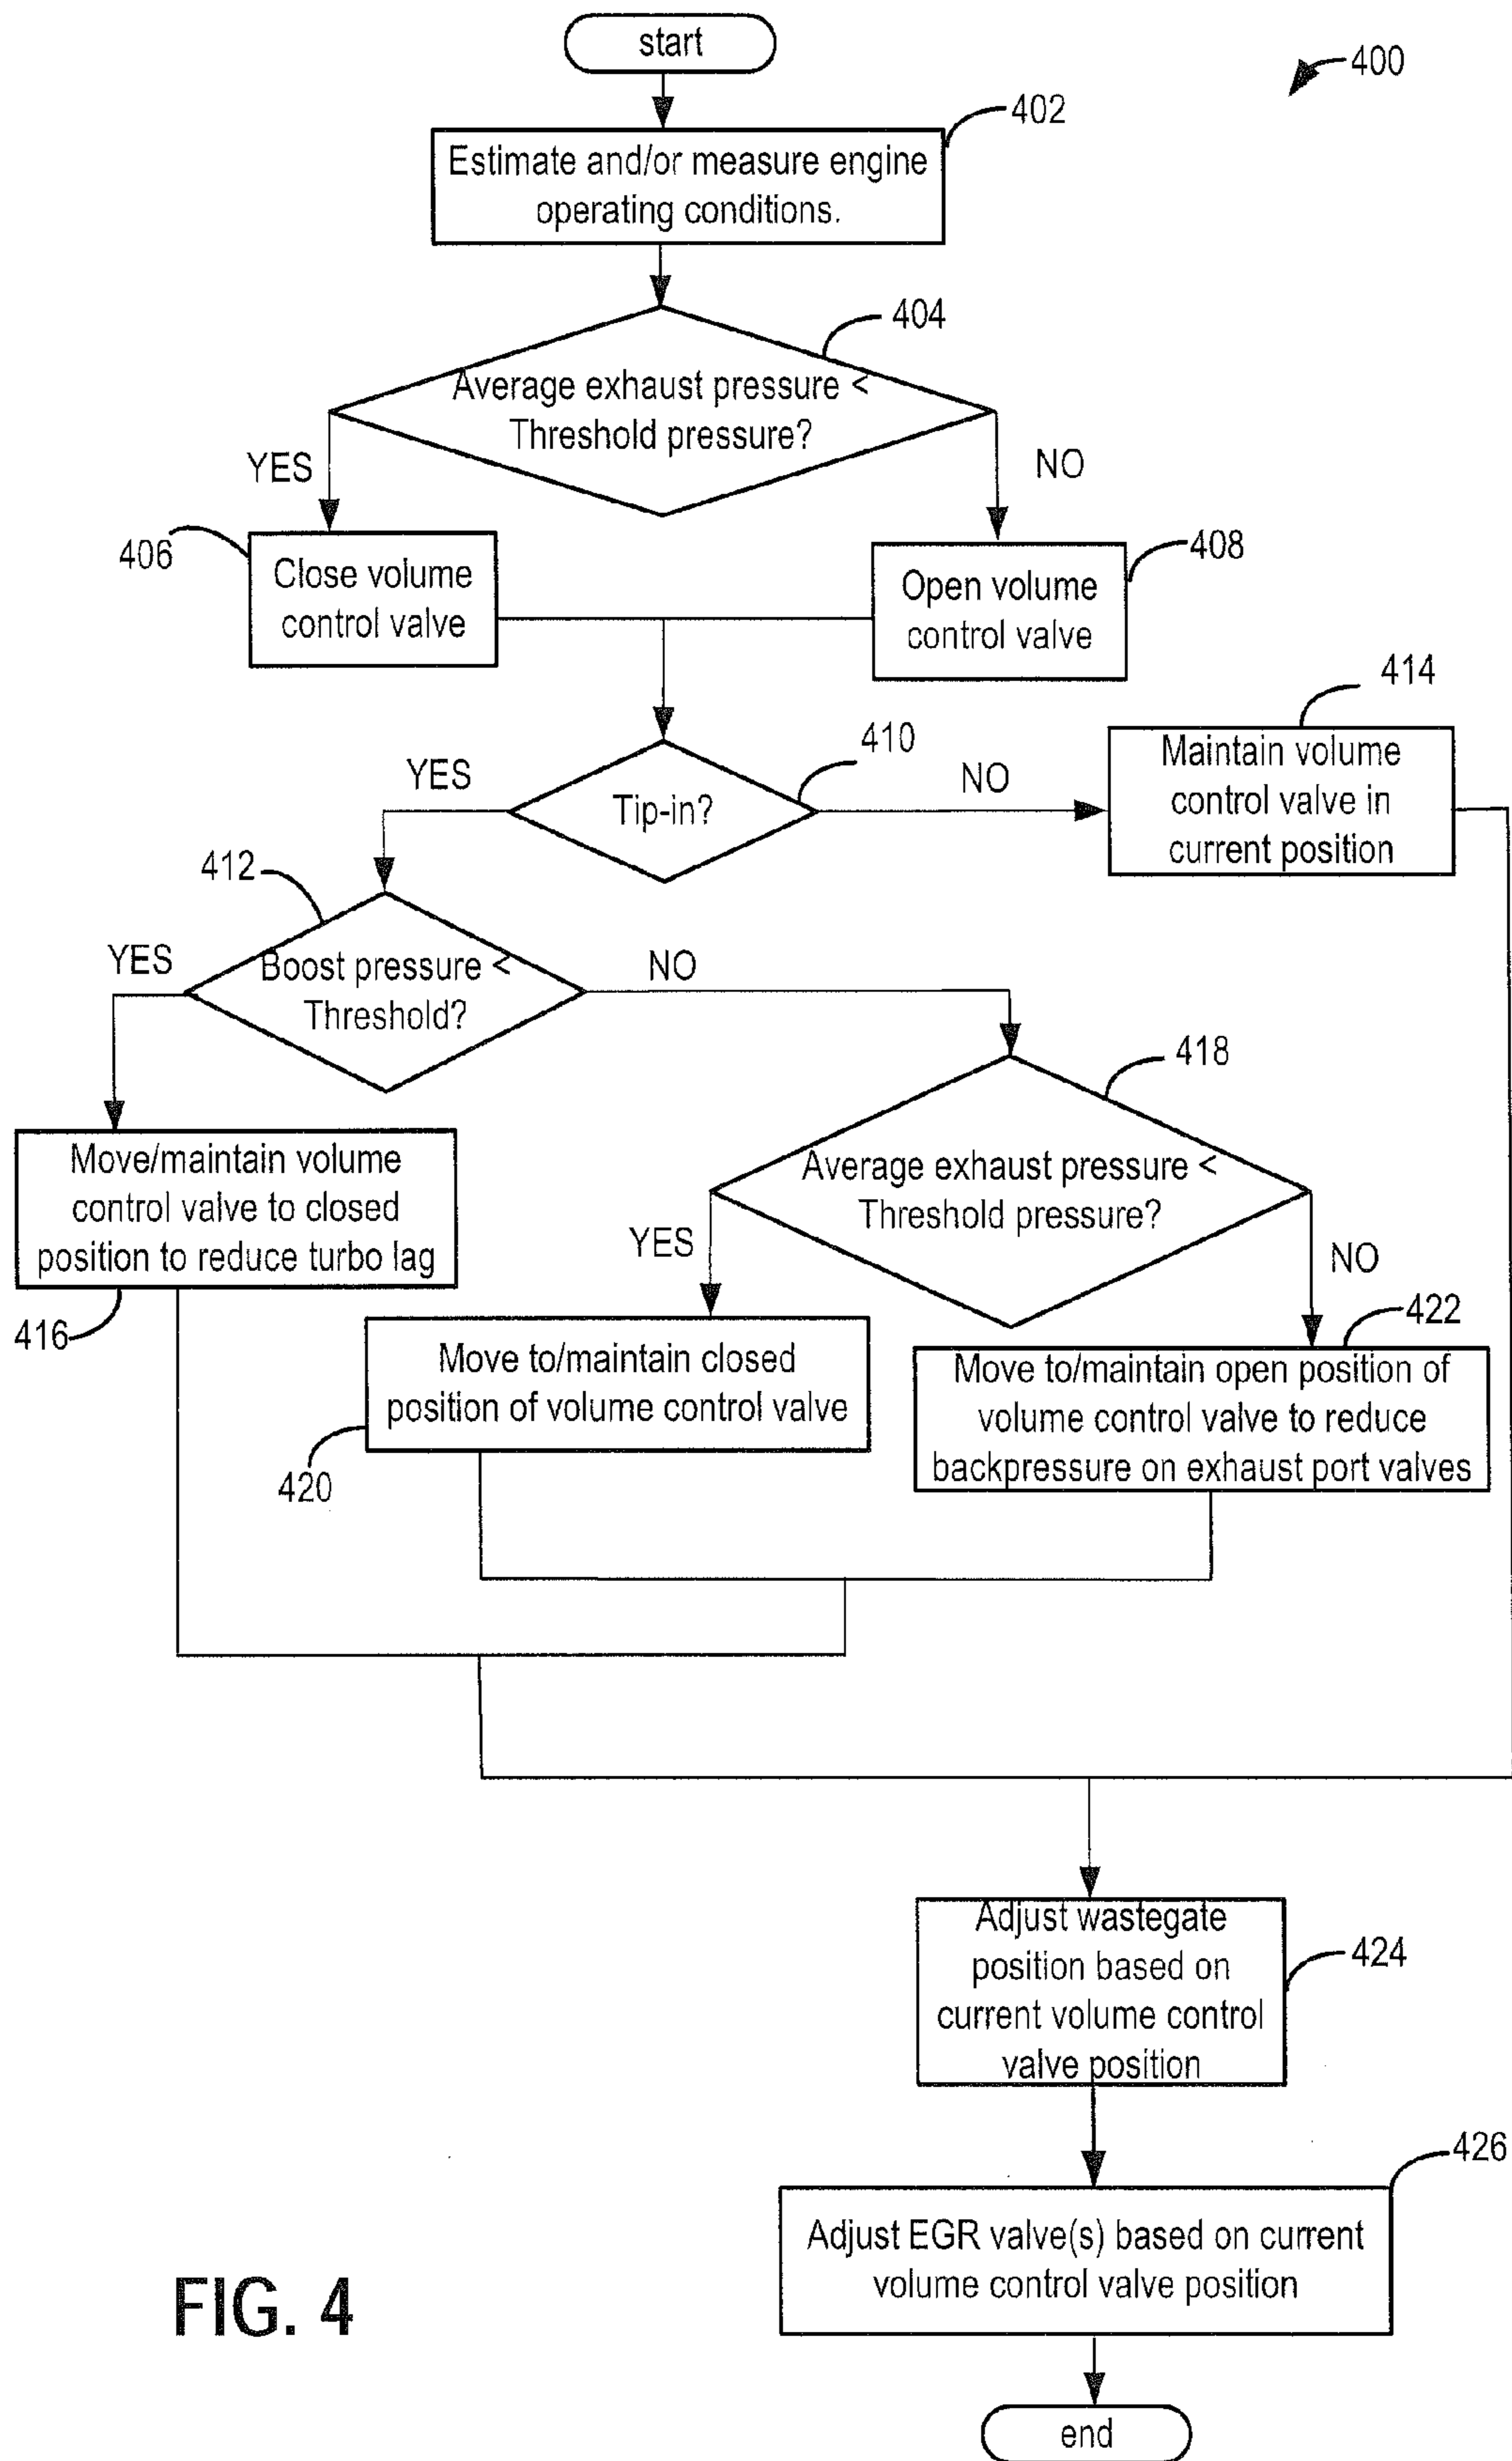 start
400
402
Estimate and/or measure engine
operating conditions.
404
Average exhaust pressure <
Threshold pressure?
YES
NO
406
Close volume
control valve
408
Open volume
control valve
414
Maintain volume
control valve in
current position
410
YES
Tip-in?
NO
412
YES
Boost pressure <
Threshold?
NO
418
Average exhaust pressure <
Threshold pressure?
YES
NO
Move/maintain volume
control valve to closed
position to reduce turbo lag
416
Move to/maintain closed
position of volume control valve
420
422
Move to/maintain open position of
volume control valve to reduce
backpressure on exhaust port valves
Adjust wastegate
position based on
current volume control
valve position
424
426
Adjust EGR valve(s) based on current
volume control valve position
FIG. 4
end